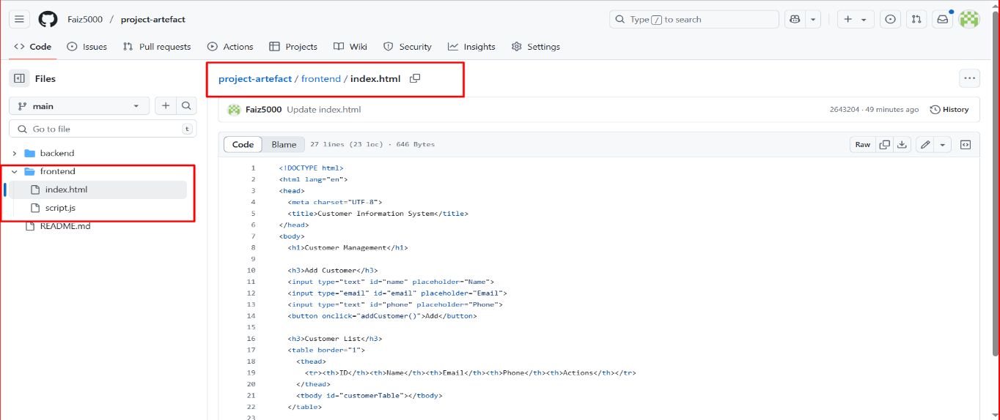 Faiz5000 / project-artefact
Type / to search
Code Issues Pull requests Actions Projects Wiki Security Insights Settings
Files
project-artefact / frontend / index.html
main
Faiz5000 Update index.html 2643204 · 49 minutes ago History
Go to file t
Code Blame 27 lines (23 loc) · 646 Bytes Raw
backend
frontend
index.html
script.js
README.md
1 <!DOCTYPE html>
2 <html lang="en">
3 <head>
4 <meta charset="UTF-8">
5 <title>Customer Information System</title>
6 </head>
7 <body>
8 <h1>Customer Management</h1>
9
10 <h3>Add Customer</h3>
11 <input type="text" id="name" placeholder="Name">
12 <input type="email" id="email" placeholder="Email">
13 <input type="text" id="phone" placeholder="Phone">
14 <button onclick="addCustomer()">Add</button>
15
16 <h3>Customer List</h3>
17 <table border="1">
18 <thead>
19 <tr><th>ID</th><th>Name</th><th>Email</th><th>Phone</th><th>Actions</th></tr>
20 </thead>
21 <tbody id="customerTable"></tbody>
22 </table>
23